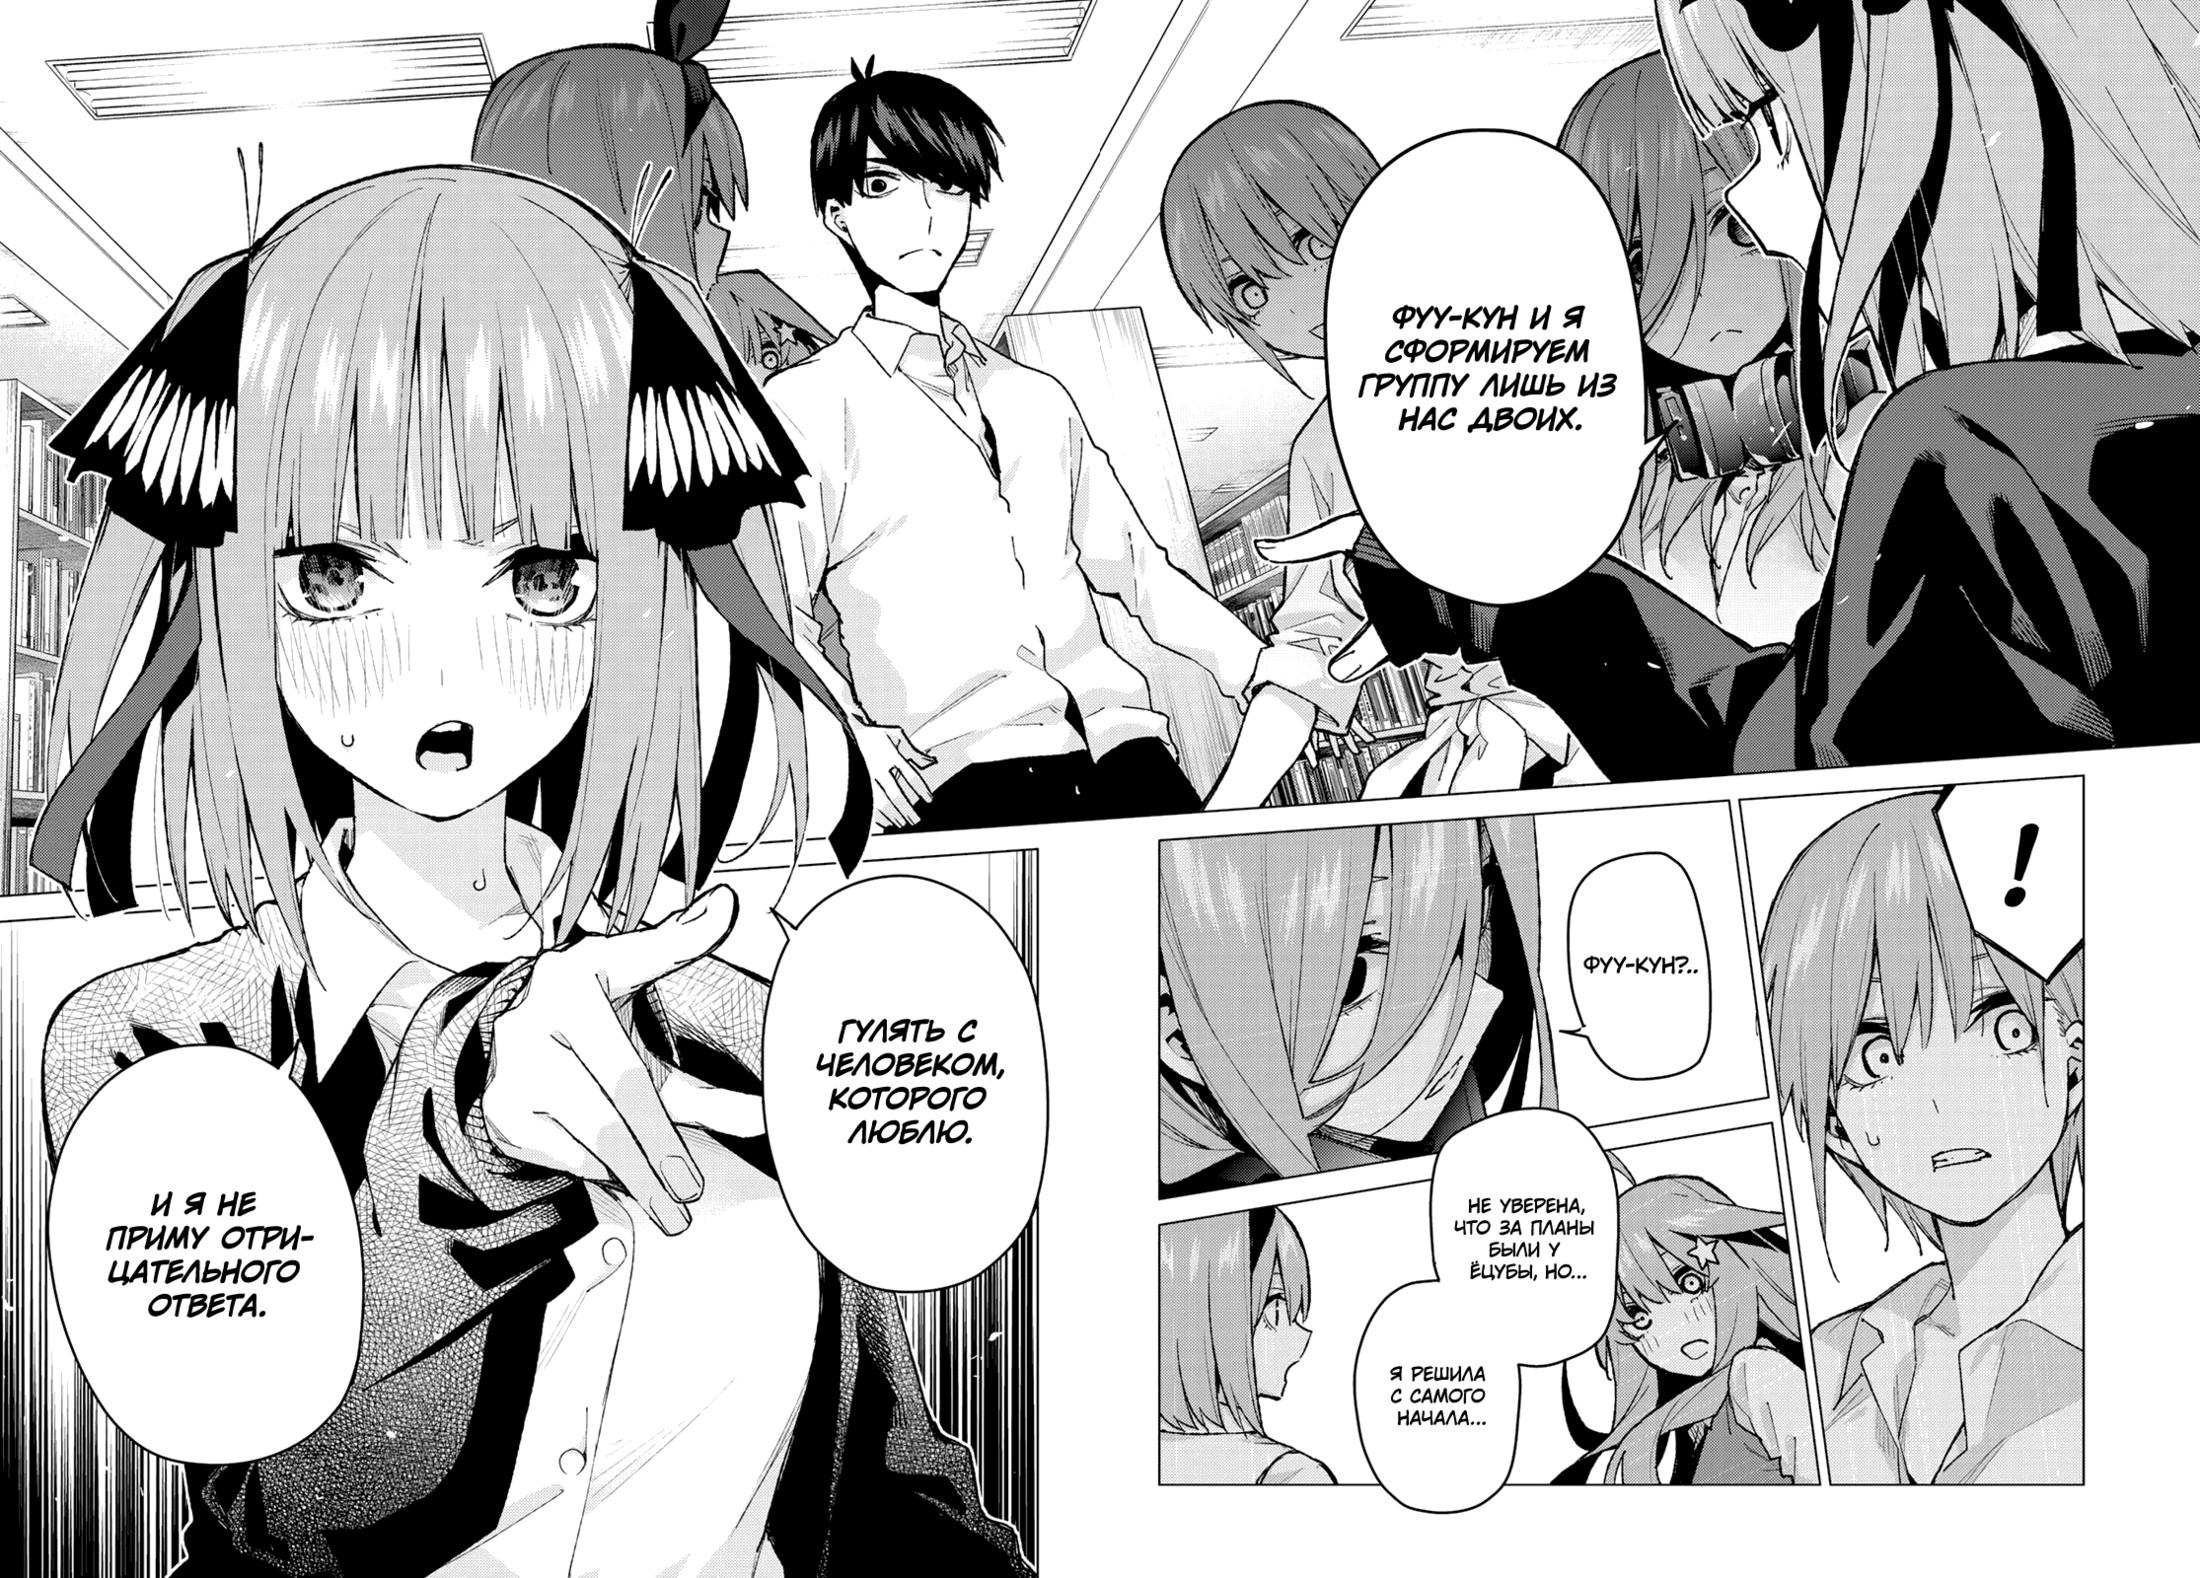 ФУУ-КУН И Я
СФОРМИРУЕМ
ГРУППУ ЛИШЬ ИЗ
НАС ДВОИХ.
!
ФУУ-КУН?..
НЕ УВЕРЕНА,
ЧТО ЗА ПЛАНЫ
БЫЛИ У
ЁЦУБЫ, НО...
Я РЕШИЛА
С САМОГО
НАЧАЛА...
ГУЛЯТЬ С
ЧЕЛОВЕКОМ,
КОТОРОГО
ЛЮБЛЮ.
И Я НЕ
ПРИМУ ОТРИ-
ЦАТЕЛЬНОГО
ОТВЕТА.